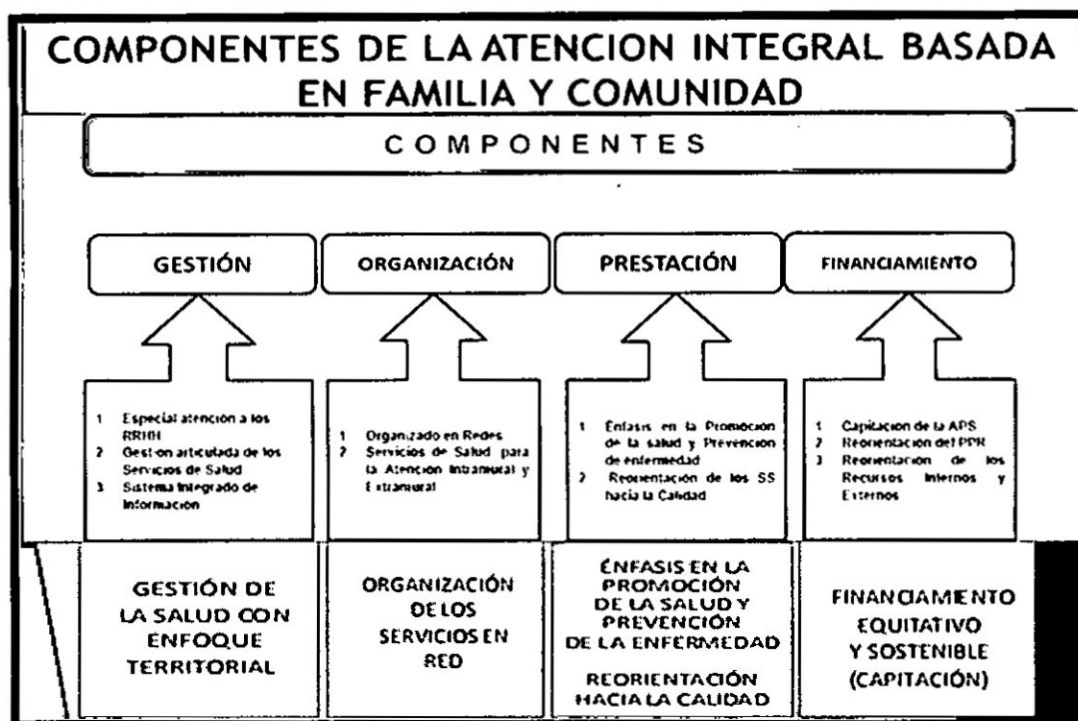 COMPONENTES DE LA ATENCION INTEGRAL BASADA
EN FAMILIA Y COMUNIDAD
COMPONENTES
GESTIÓN
ORGANIZACIÓN
PRESTACIÓN
FINANCIAMIENTO
1 Especial atención a los
RRHH
2 Gestion articulada de los
Servicios de Salud
3 Sistema Integrado de
Información
1 Organizado en Redes
2 Servicios de Salud para
la Atención Intramural y
Extramural
1 Énfasis en la Promoción
de la salud y Prevención
de enfermedad
2 Reorientación de los SS
hacia la Calidad
1 Capitación de la APS
2 Reorientación del PPR
3 Reorientación de los
Recursos Internos y
Externos
GESTIÓN DE
LA SALUD CON
ENFOQUE
TERRITORIAL
ORGANIZACIÓN
DE LOS
SERVICIOS EN
RED
ÉNFASIS EN LA
PROMOCIÓN
DE LA SALUD Y
PREVENCIÓN
DE LA ENFERMEDAD
REORIENTACIÓN
HACIA LA CALIDAD
FINANCIAMIENTO
EQUITATIVO
Y SOSTENIBLE
(CAPITACIÓN)